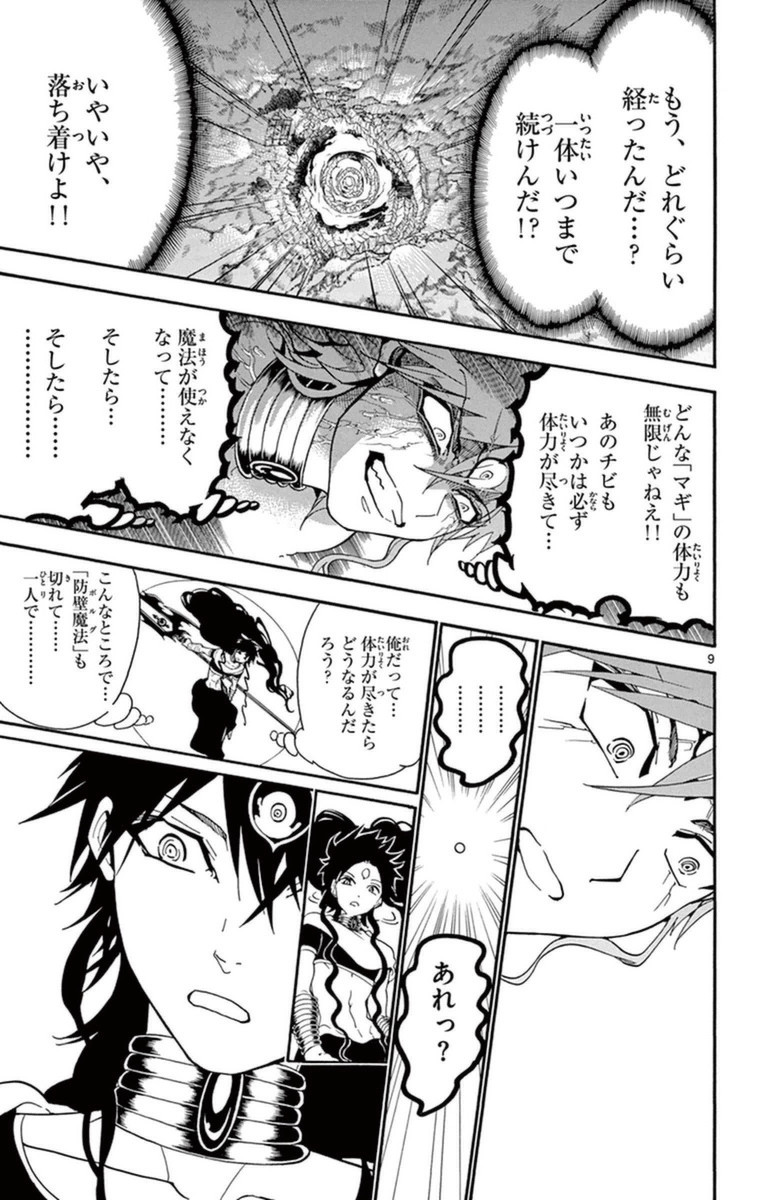 もう、どれぐらい
経ったんだ…?
一体いつまで
続けんだ!?
いやいや、
落ち着けよ!!
どんな「マギ」の体力も
無限じゃねえ!!
あのチビも
いつかは必ず
体力が尽きて…
魔法が使えなく
なって……
そしたら…
そしたら……
…………
9
………
………
あれっ?
俺だって…
体力が尽きたら
どうなるんだ
ろう?
こんなところで…
「防壁魔法」も
切れて……
一人で………